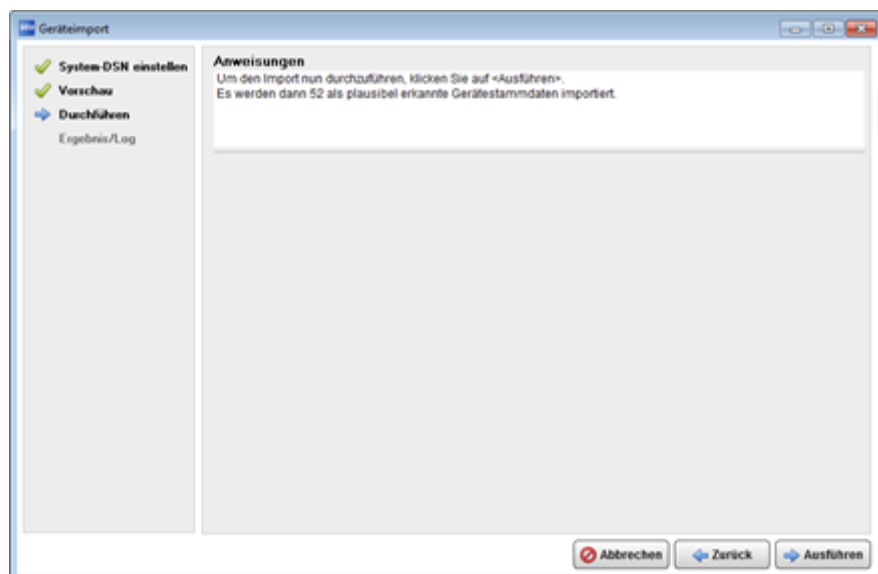 Geräteimport
System-DSN einstellen
Vorschau
Durchführen
Ergebnis/Log
Anweisungen
Um den Import nun durchzuführen, klicken Sie auf <Ausführen>.
Es werden dann 52 als plausibel erkannte Gerätestammdaten importiert.
Abbrechen
Zurück
Ausführen